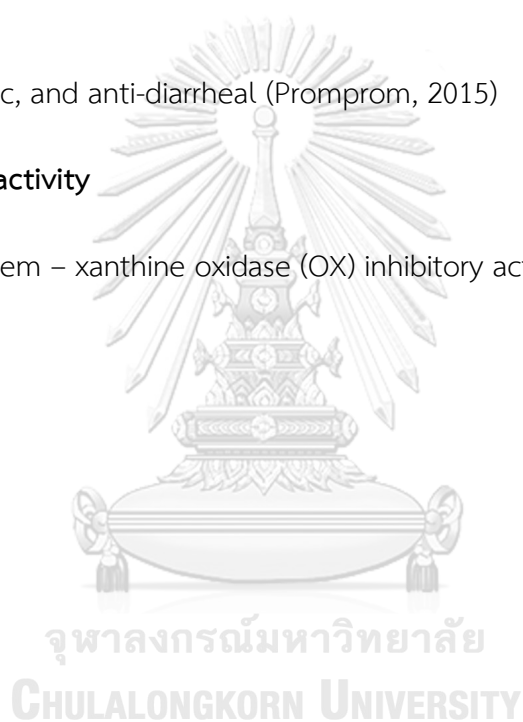 c, and anti-diarrheal (Promprom, 2015)
activity
em – xanthine oxidase (OX) inhibitory ac
จุฬาลงกรณ์มหาวิทยาลัย
CHULALONGKORN UNIVERSITY